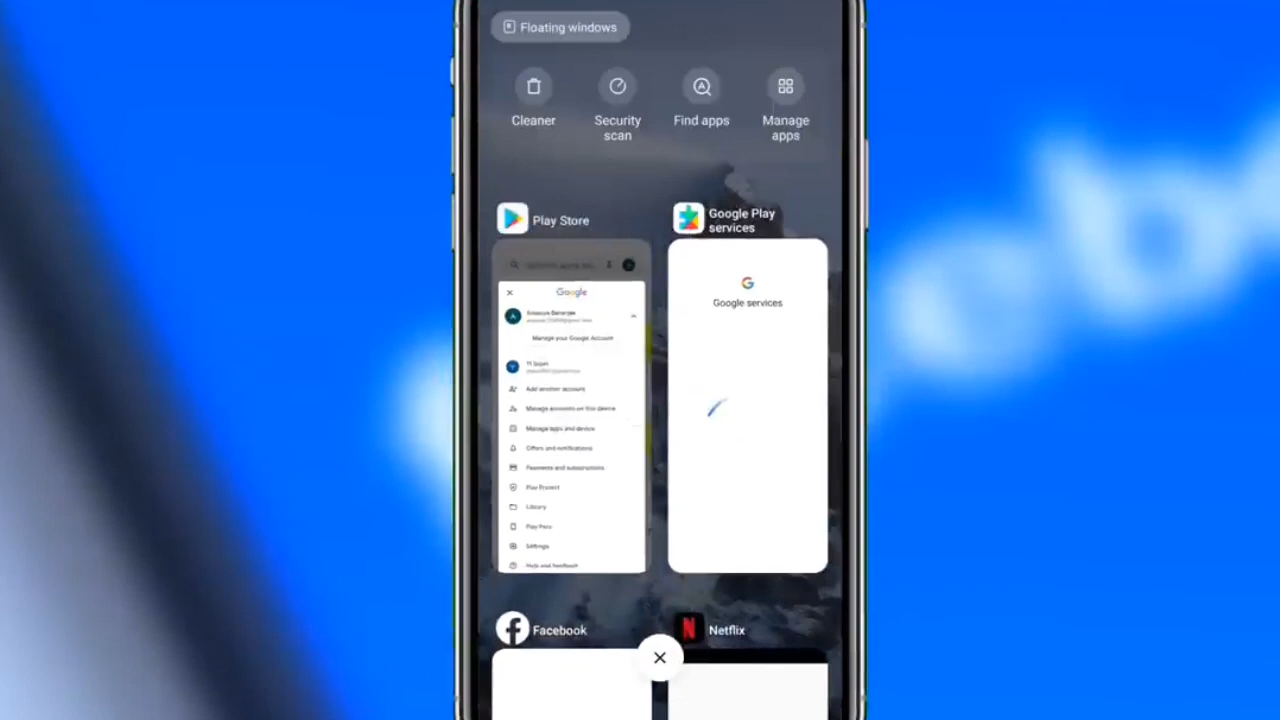 Floating windows
Cleaner
Security
scan
Find apps
Manage
apps
Play Store
Google Play
services
Google
Manage your Google Account
Add another account
Manage accounts on this device
Manage apps and device
Offers and notifications
Payments and subscriptions
Play Protect
Library
Play Pass
Settings
Help and feedback
Google services
Facebook
Netflix